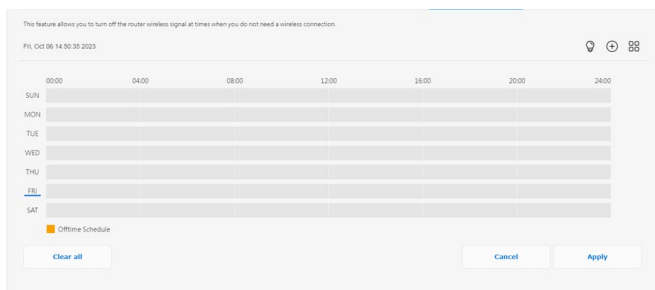 This feature allows you to turn off the router wireless signal at times when you do not need a wireless connection.
Fri, Oct 06 14:50:35 2023
00:00 04:00 08:00 12:00 16:00 20:00 24:00
SUN
MON
TUE
WED
THU
FRI
SAT
Offtime Schedule
Clear all Cancel Apply